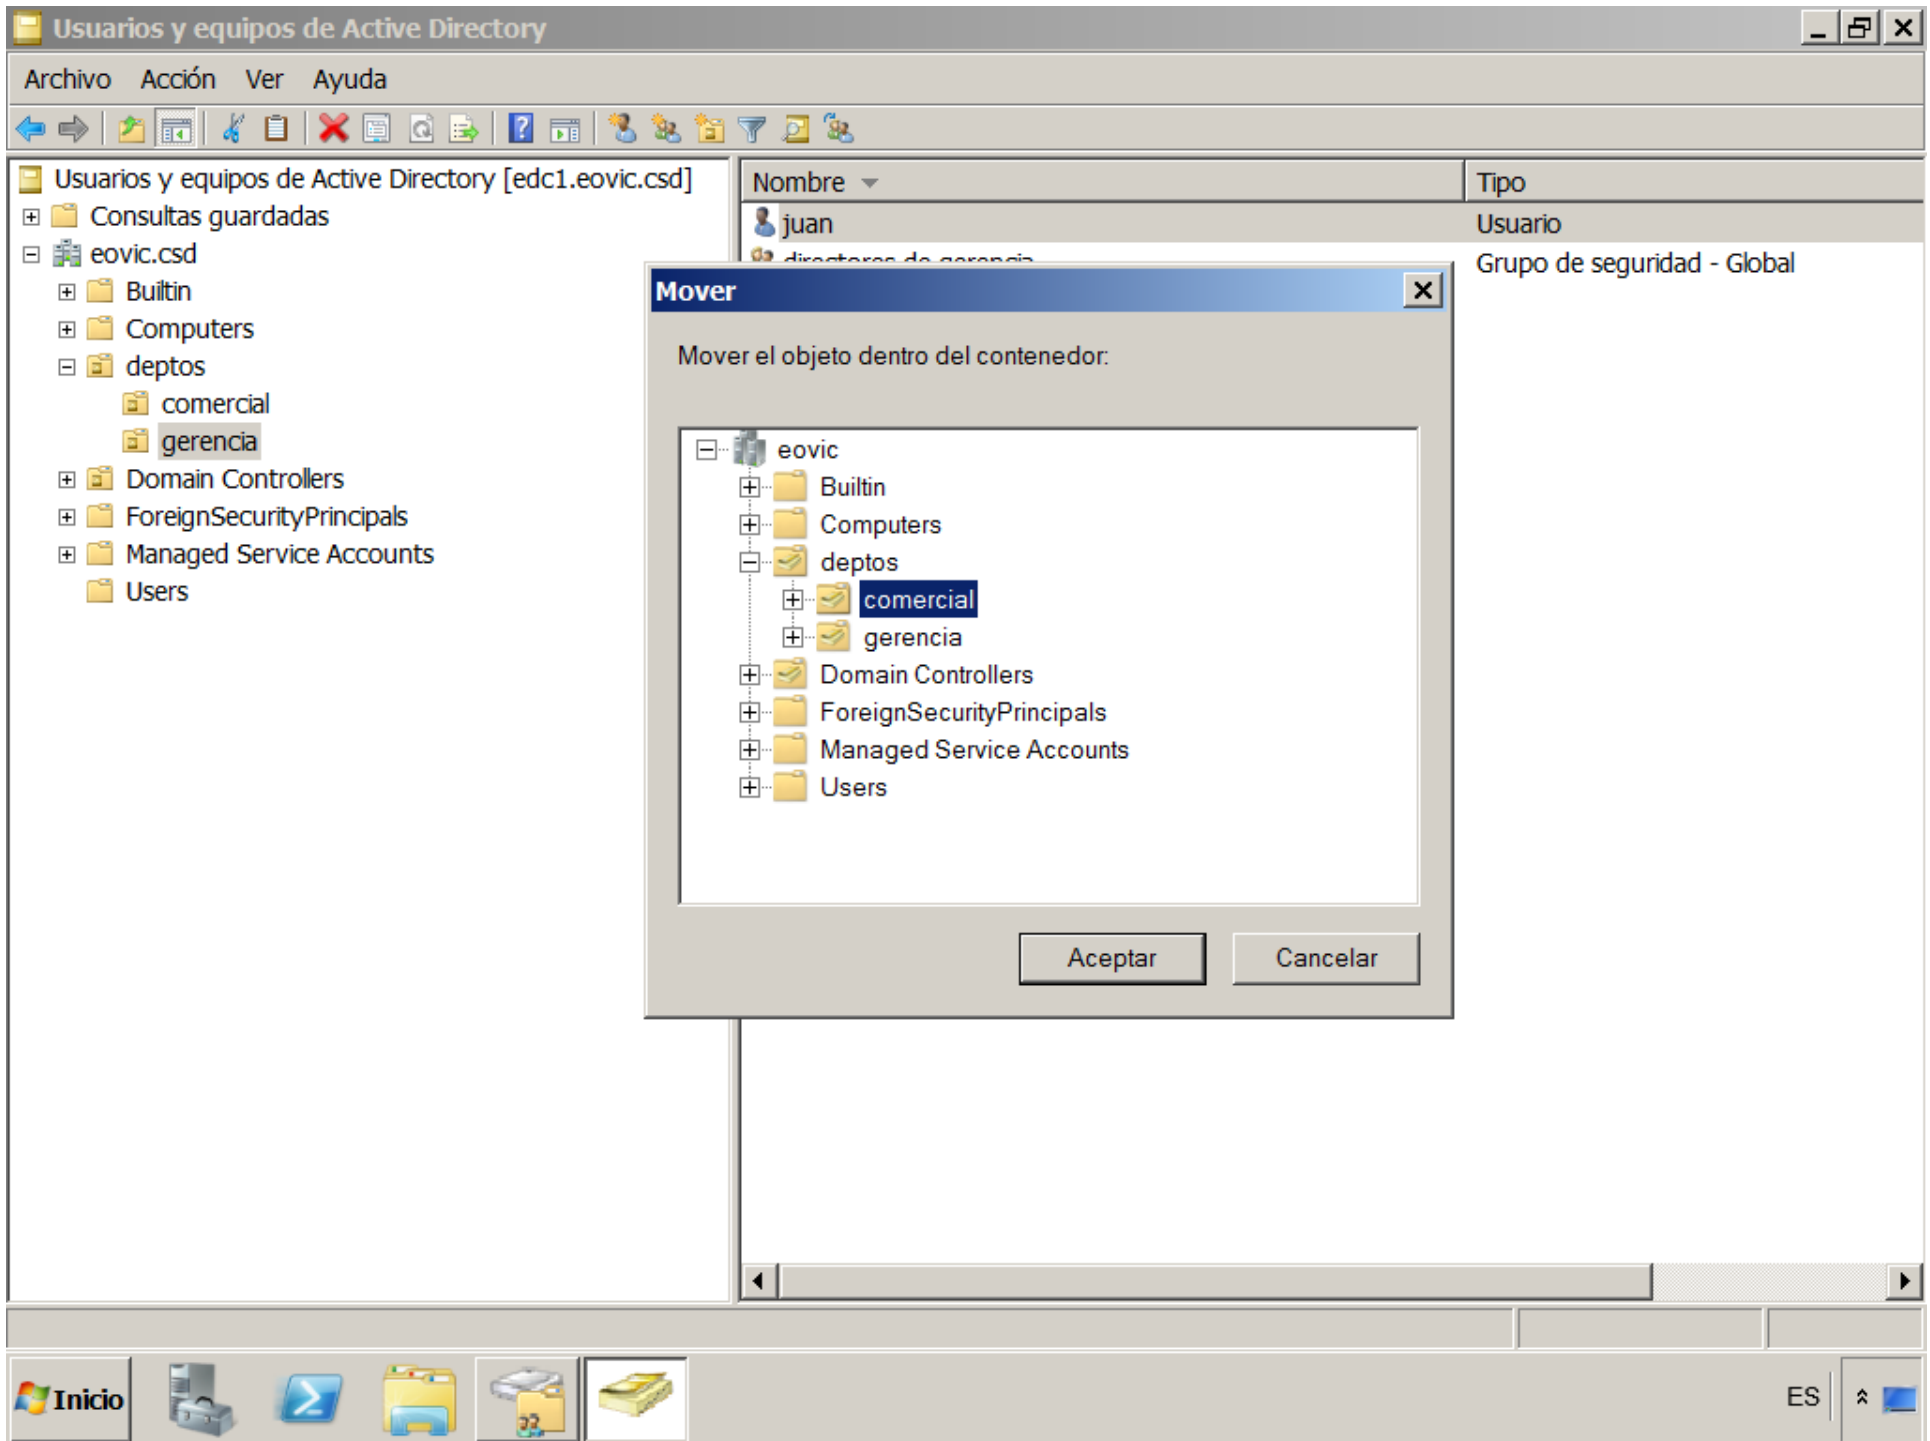 Usuarios y equipos de Active Directory
Archivo Acción Ver Ayuda
Usuarios y equipos de Active Directory [edc1.eovic.csd]
Consultas guardadas
eovic.csd
Builtin
Computers
deptos
comercial
gerencia
Domain Controllers
ForeignSecurityPrincipals
Managed Service Accounts
Users
Nombre Tipo
juan Usuario
directores de gerencia Grupo de seguridad - Global
Mover
Mover el objeto dentro del contenedor:
eovic
Builtin
Computers
deptos
comercial
gerencia
Domain Controllers
ForeignSecurityPrincipals
Managed Service Accounts
Users
Aceptar Cancelar
Inicio ES